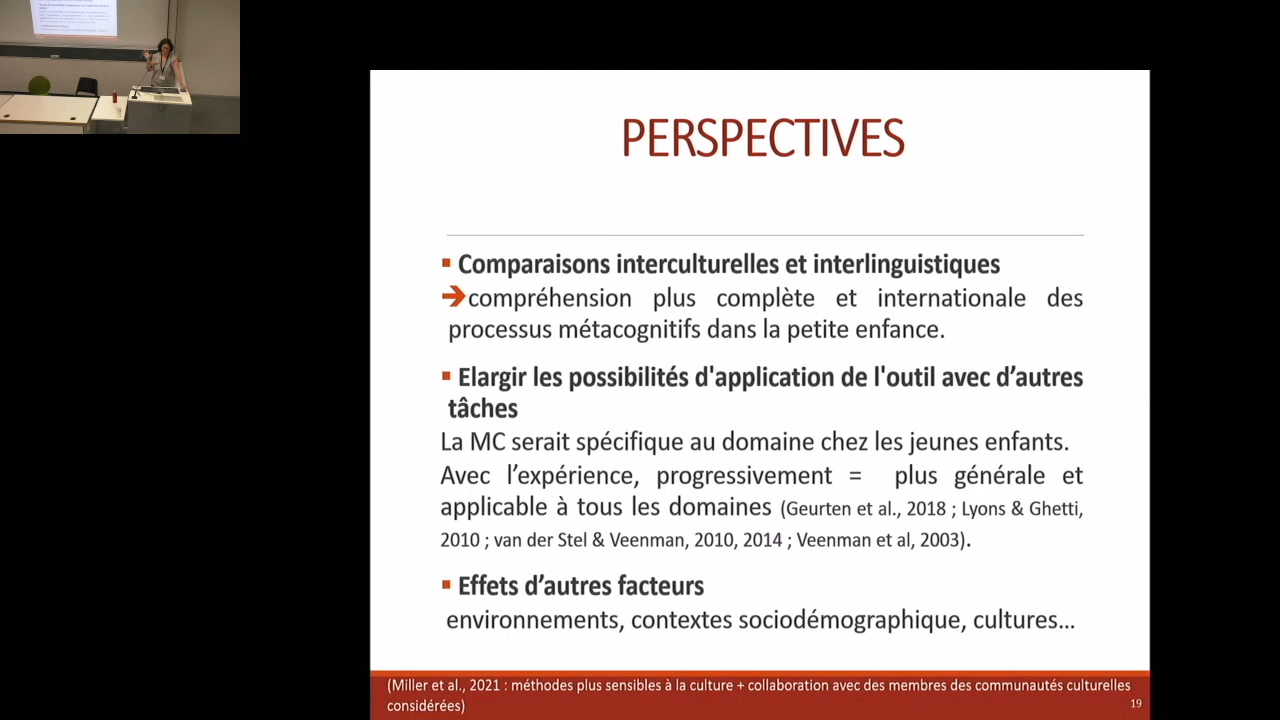 PERSPECTIVES
▪ Comparaisons interculturelles et interlinguistiques
➔compréhension plus complète et internationale des
processus métacognitifs dans la petite enfance.
▪ Elargir les possibilités d'application de l'outil avec d’autres
tâches
La MC serait spécifique au domaine chez les jeunes enfants.
Avec l’expérience, progressivement = plus générale et
applicable à tous les domaines (Geurten et al., 2018 ; Lyons & Ghetti,
2010 ; van der Stel & Veenman, 2010, 2014 ; Veenman et al, 2003).
▪ Effets d’autres facteurs
environnements, contextes sociodémographique, cultures...
(Miller et al., 2021 : méthodes plus sensibles à la culture + collaboration avec des membres des communautés culturelles
considérées)
19